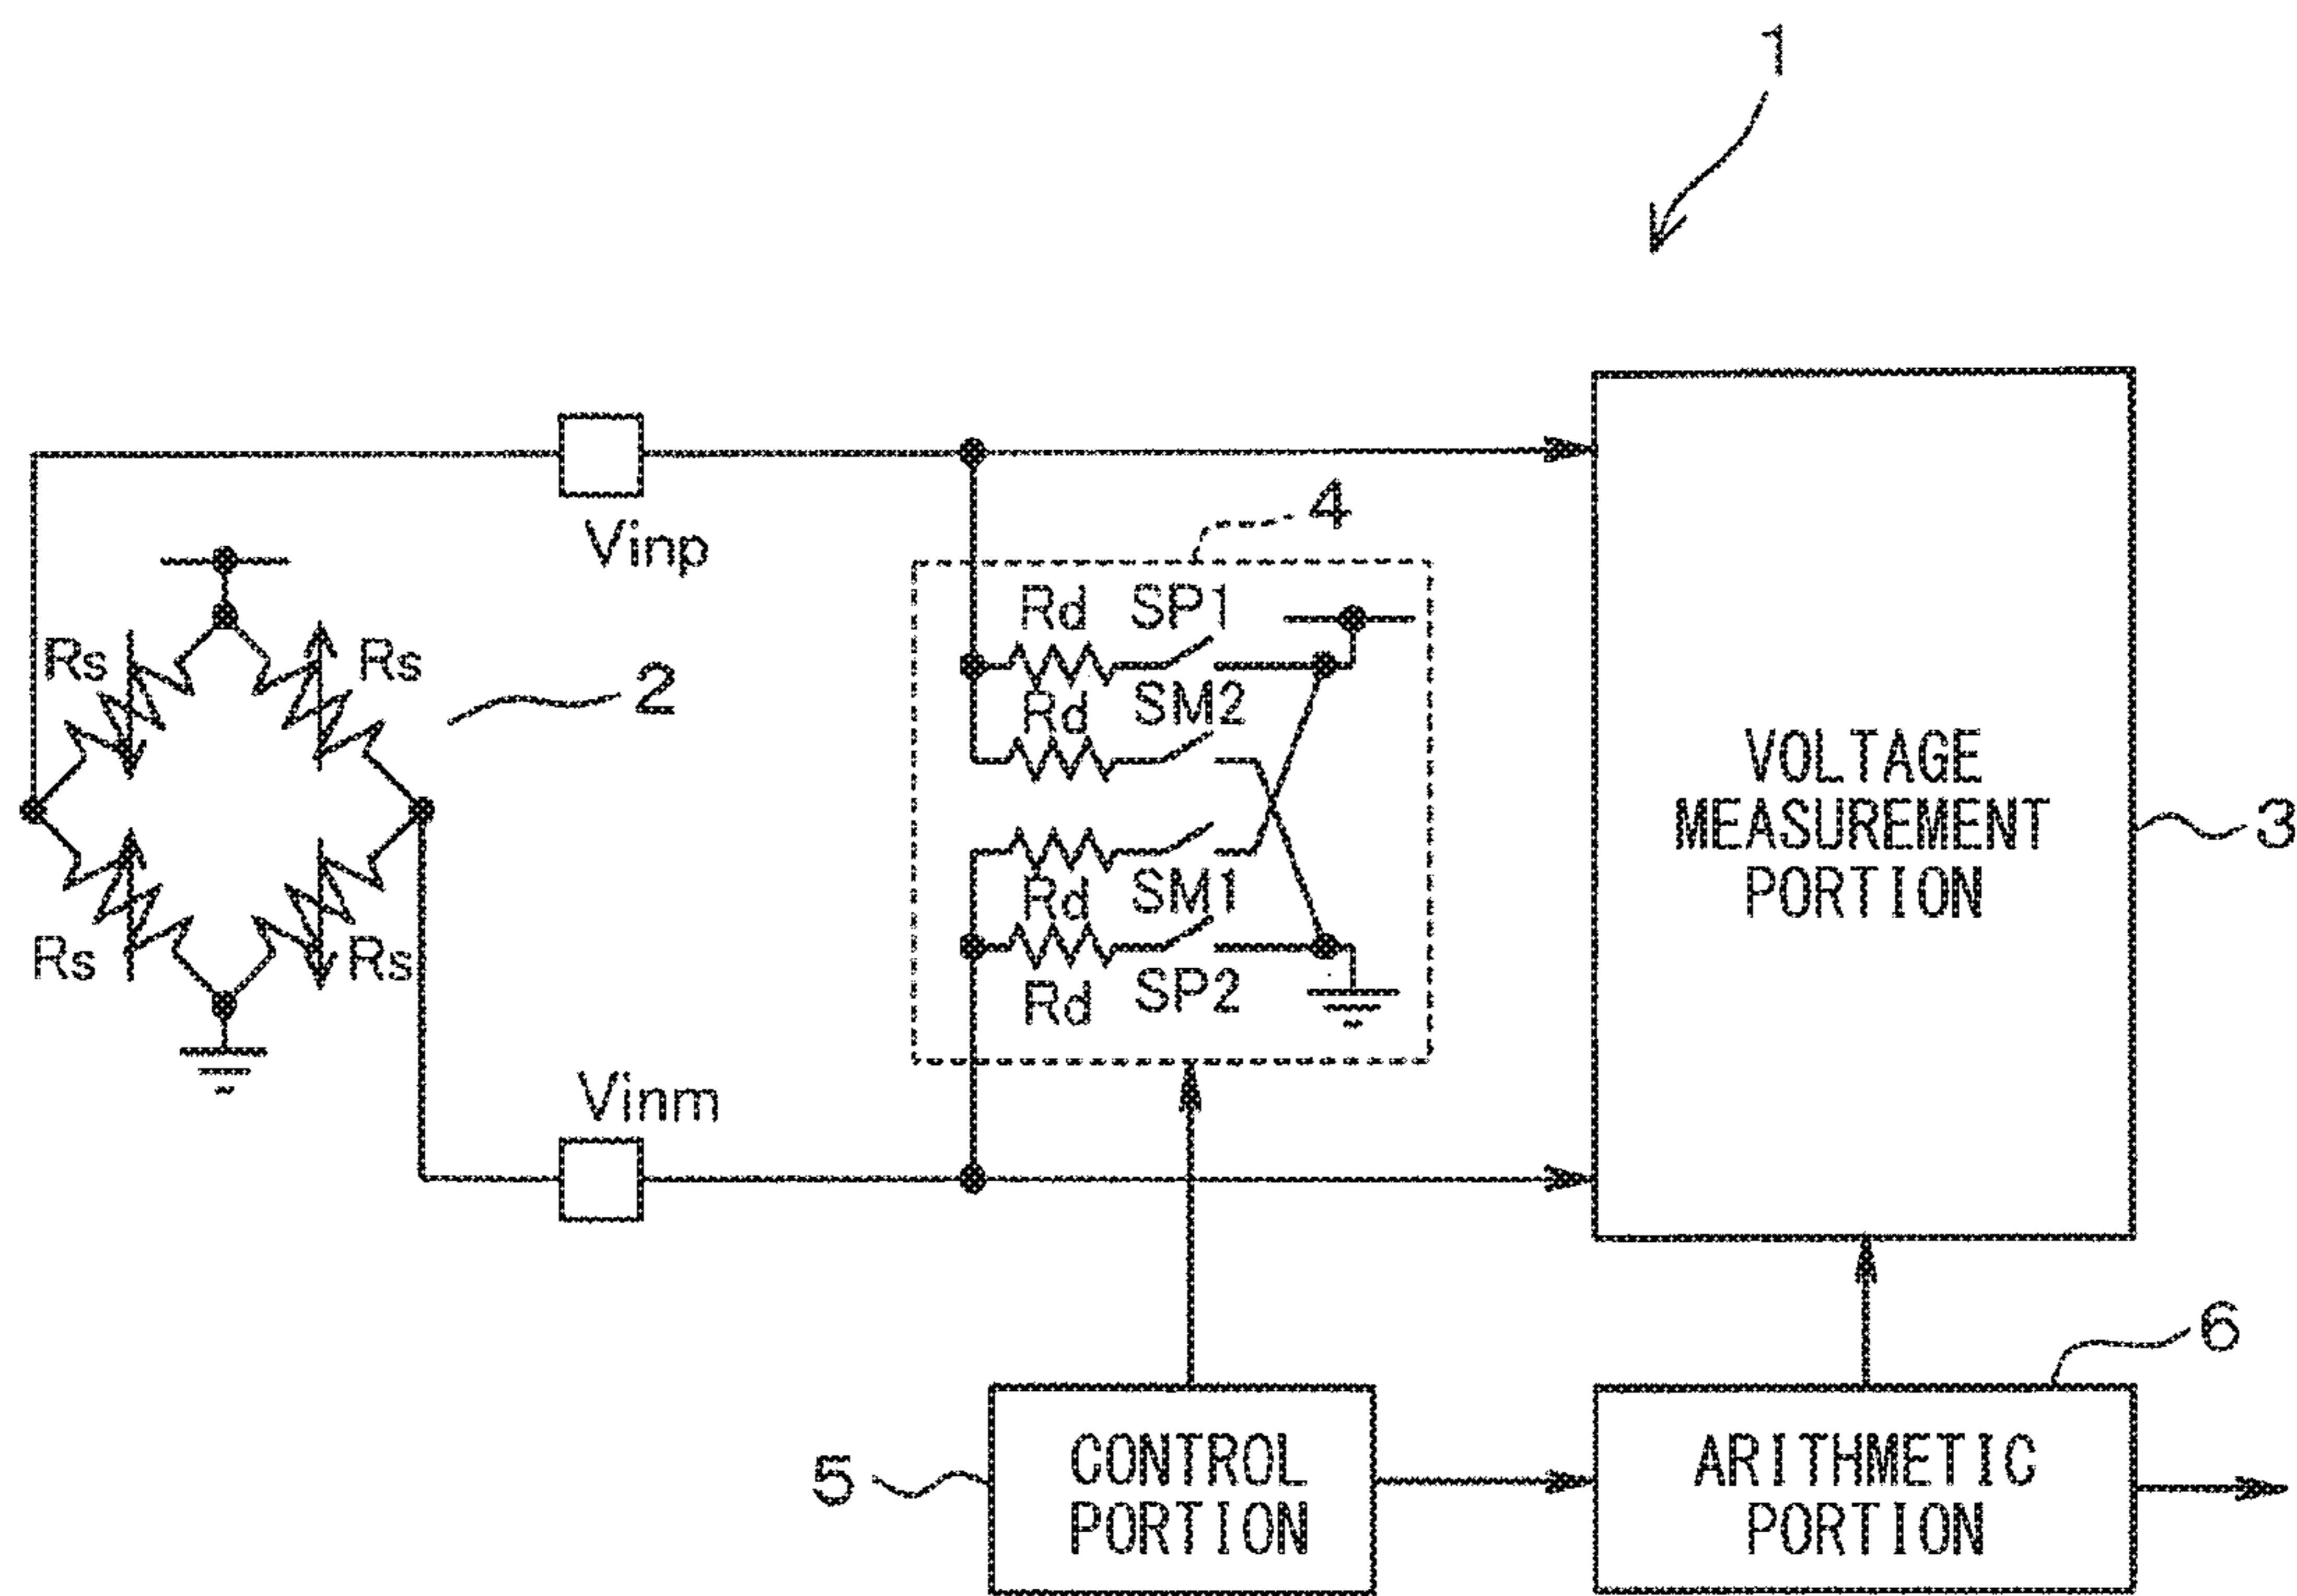 1
Vinp
4
Rd SP1
Rs Rs
2
Rd SM2
VOLTAGE
MEASUREMENT
PORTION
3
Rd SM1
Rs Rs
Rd SP2
Vinm
6
5
CONTROL
PORTION
ARITHMETIC
PORTION